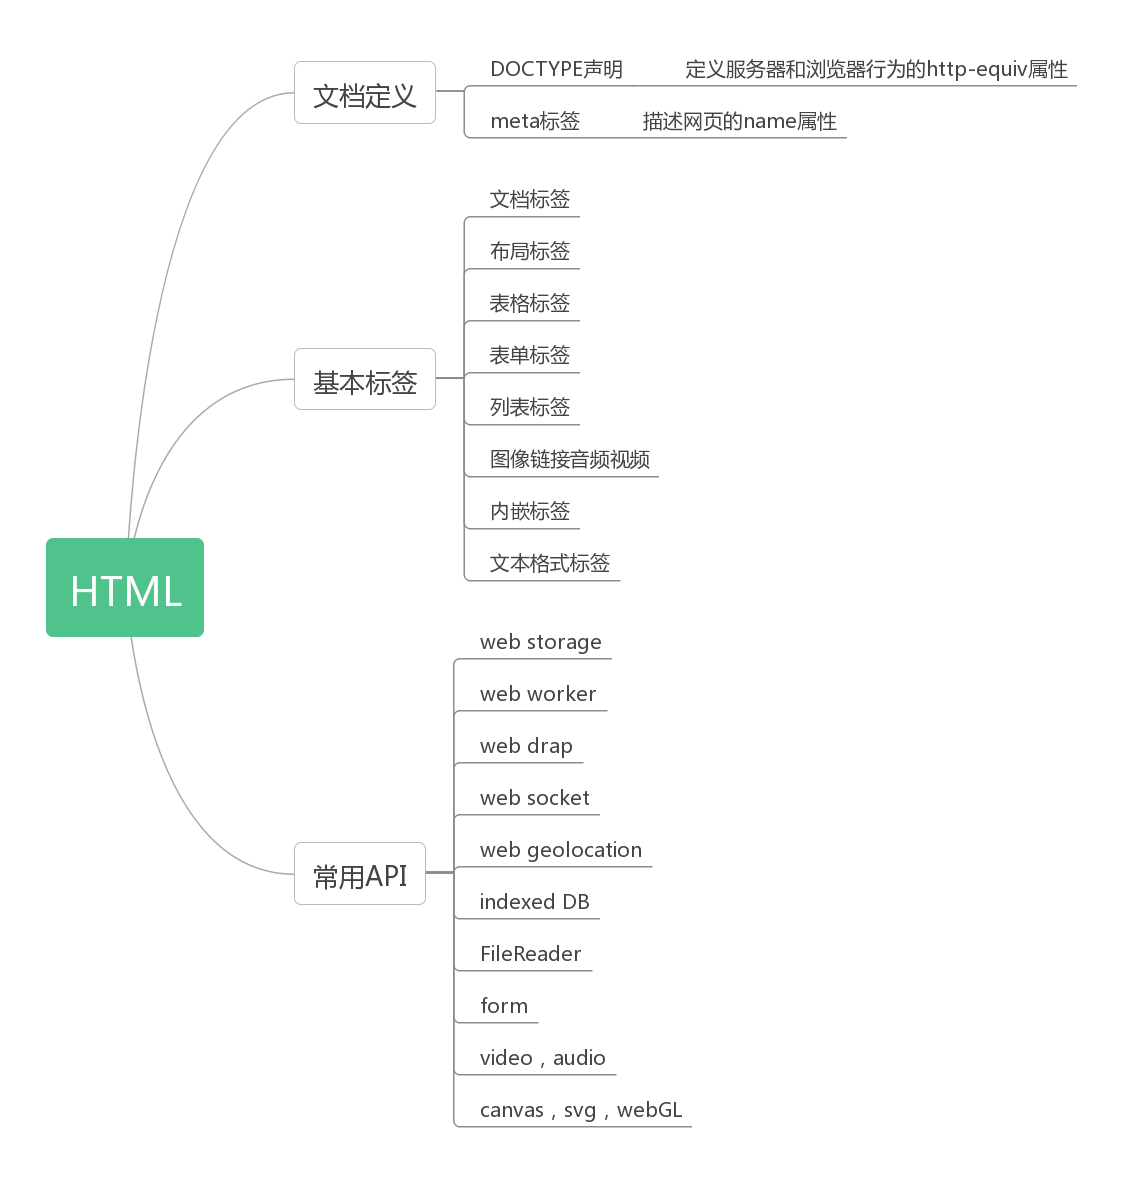 HTML
文档定义
DOCTYPE声明
定义服务器和浏览器行为的http-equiv属性
meta标签
描述网页的name属性
基本标签
文档标签
布局标签
表格标签
表单标签
列表标签
图像链接音频视频
内嵌标签
文本格式标签
常用API
web storage
web worker
web drap
web socket
web geolocation
indexed DB
FileReader
form
video，audio
canvas，svg，webGL